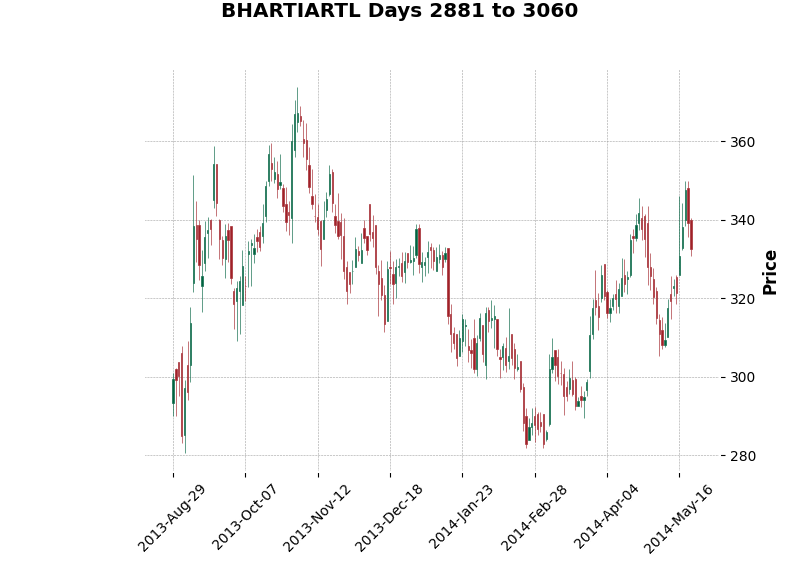 BHARTIARTL Days 2881 to 3060
360
340
320
300
280
Price
2013-Aug-29
2013-Oct-07
2013-Nov-12
2013-Dec-18
2014-Jan-23
2014-Feb-28
2014-Apr-04
2014-May-16